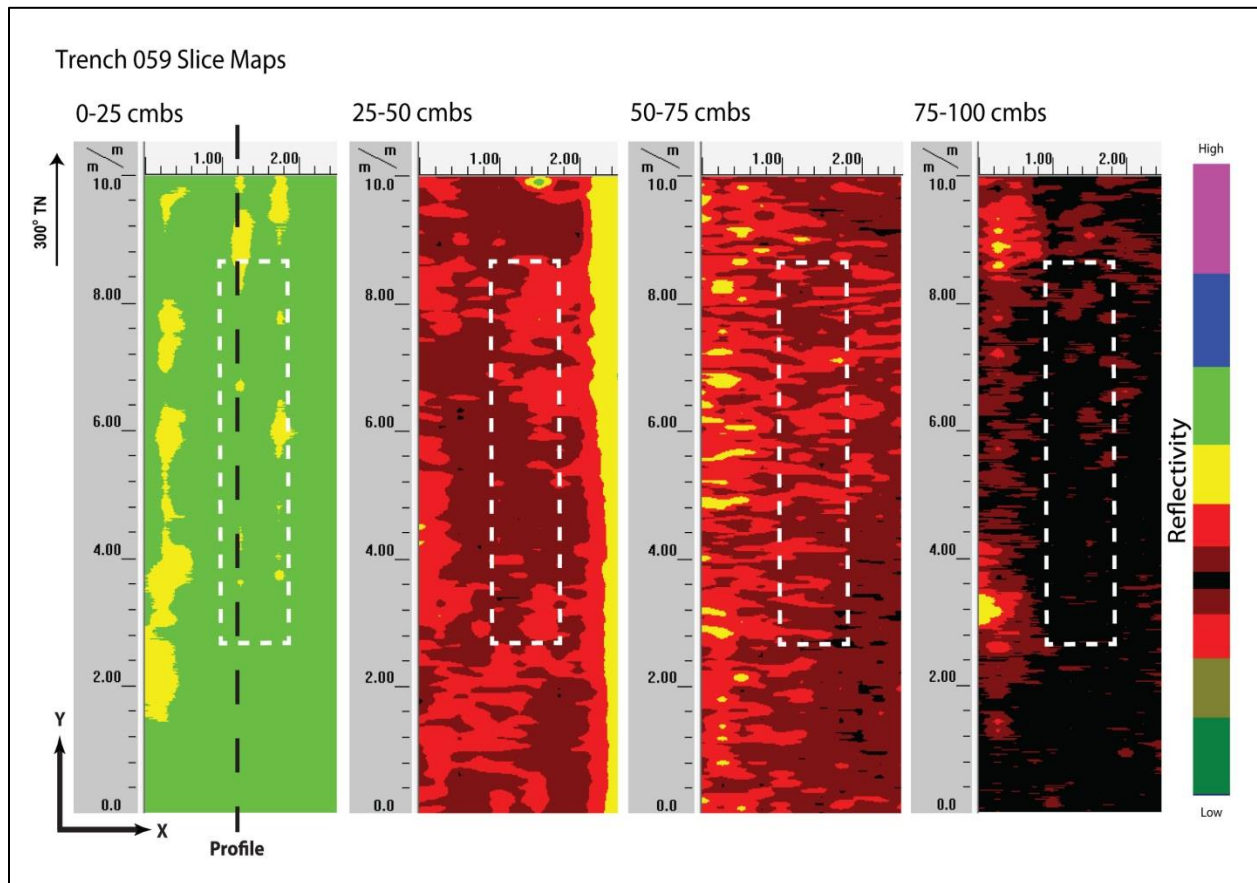 Trench 059 Slice Maps
0-25 cmbs
25-50 cmbs
50-75 cmbs
75-100 cmbs
300° TN
m
m
1.00
2.00
10.0
8.00
6.00
4.00
2.00
0.0
m
m
1.00
2.00
10.0
8.00
6.00
4.00
2.00
0.0
m
m
1.00
2.00
10.0
8.00
6.00
4.00
2.00
0.0
m
m
1.00
2.00
10.0
8.00
6.00
4.00
2.00
0.0
High
Reflectivity
Low
Y
X
Profile